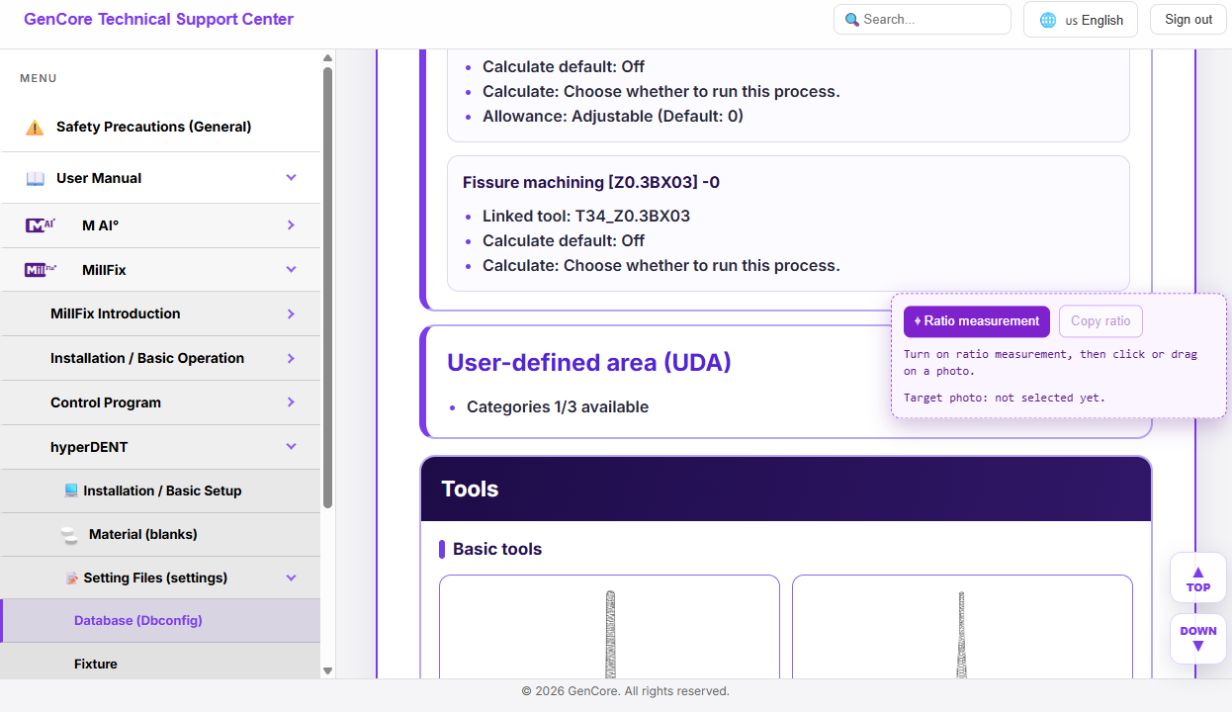 GenCore Technical Support Center
Search...
us English
Sign out
MENU
Safety Precautions (General)
User Manual
M AI°
MillFix
MillFix Introduction
Installation / Basic Operation
Control Program
hyperDENT
Installation / Basic Setup
Material (blanks)
Setting Files (settings)
Database (Dbconfig)
Fixture
Calculate default: Off
Calculate: Choose whether to run this process.
Allowance: Adjustable (Default: 0)
Fissure machining [Z0.3BX03] -0
Linked tool: T34_Z0.3BX03
Calculate default: Off
Calculate: Choose whether to run this process.
Ratio measurement
Copy ratio
Turn on ratio measurement, then click or drag
on a photo.
Target photo: not selected yet.
User-defined area (UDA)
Categories 1/3 available
Tools
Basic tools
TOP
DOWN
© 2026 GenCore. All rights reserved.